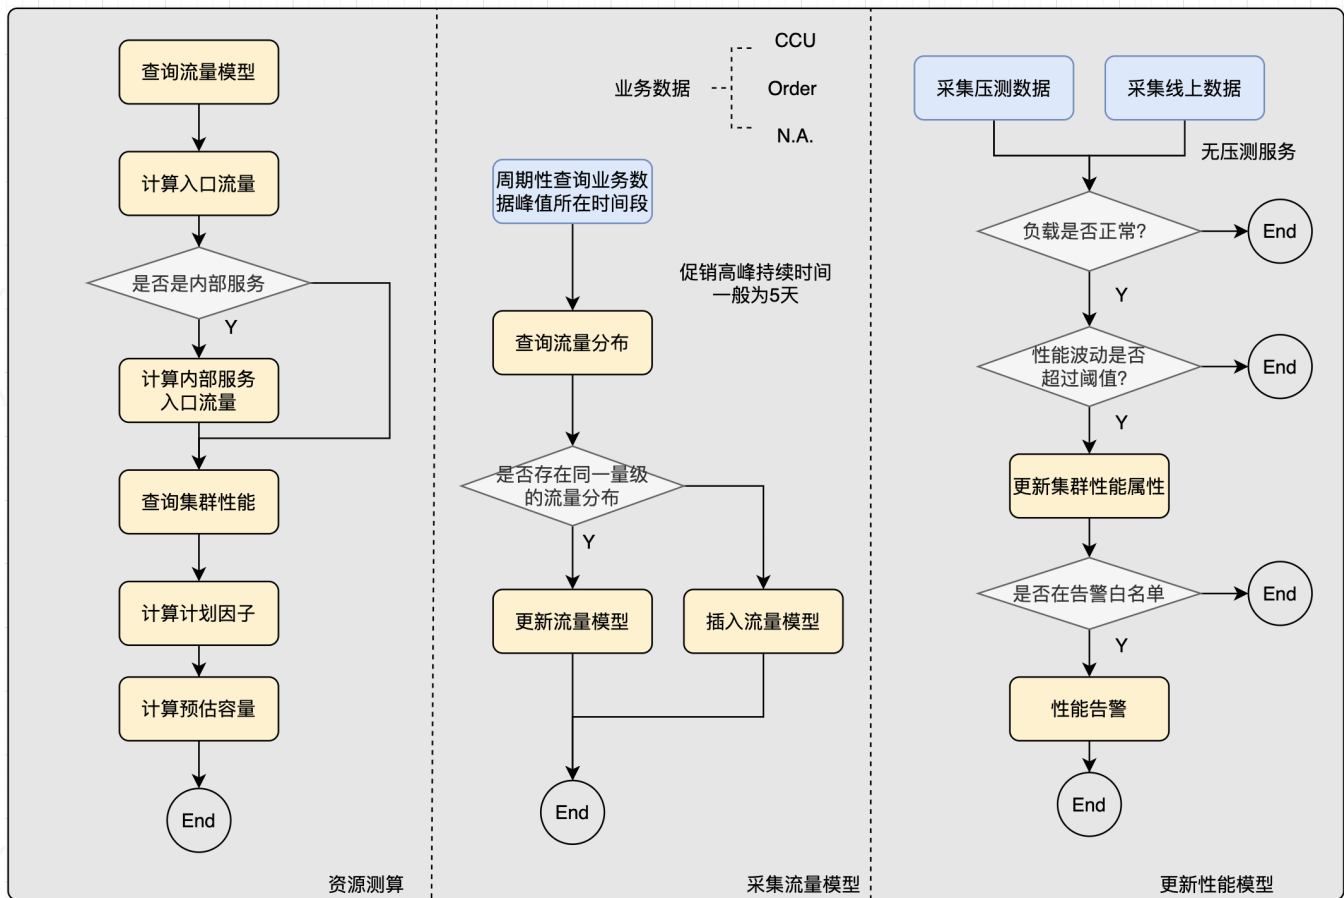 查询流量模型
计算入口流量
是否是内部服务
Y
计算内部服务
入口流量
查询集群性能
计算计划因子
计算预估容量
End
资源测算
业务数据
CCU
Order
N.A.
周期性查询业务数
据峰值所在时间段
促销高峰持续时间
一般为5天
查询流量分布
是否存在同一量级
的流量分布
Y
更新流量模型
插入流量模型
End
采集流量模型
采集压测数据
采集线上数据
无压测服务
负载是否正常?
End
Y
性能波动是否
超过阈值?
End
Y
更新集群性能属性
是否在告警白名单
End
Y
性能告警
End
更新性能模型